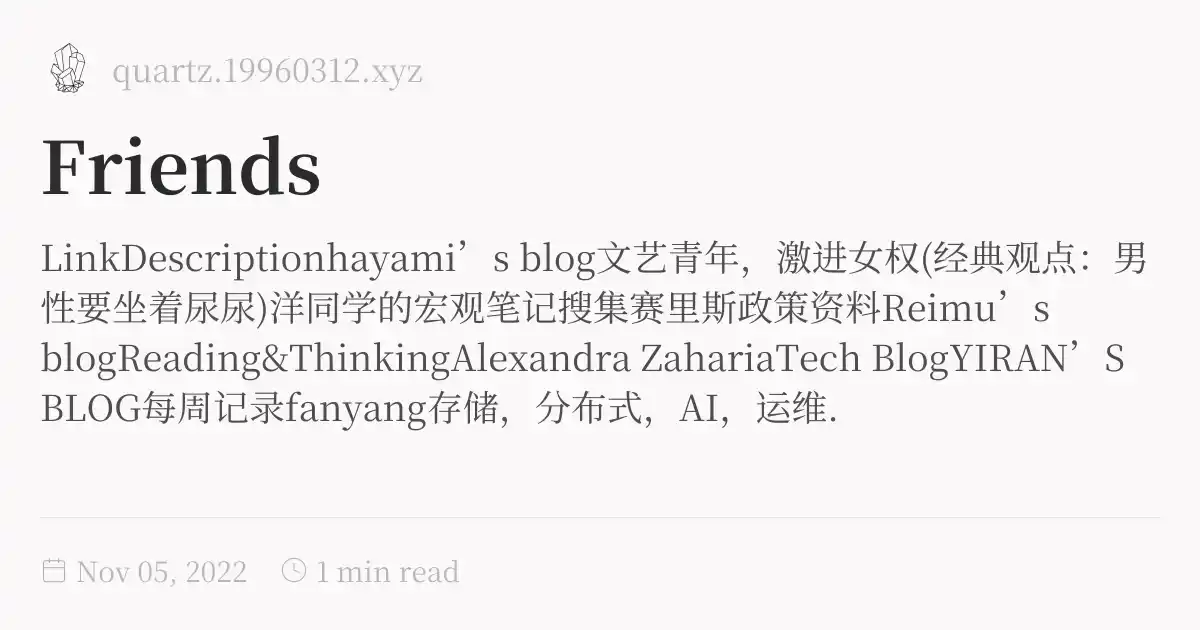 quartz.19960312.xyz
Friends
LinkDescriptionhayami’s blog文艺青年，激进女权(经典观点：男
性要坐着尿尿)洋同学的宏观笔记搜集赛里斯政策资料Reimu’s
blogReading&ThinkingAlexandra ZahariaTech BlogYIRAN’S
BLOG每周记录fanyang存储，分布式，AI，运维.
Nov 05, 2022 1 min read